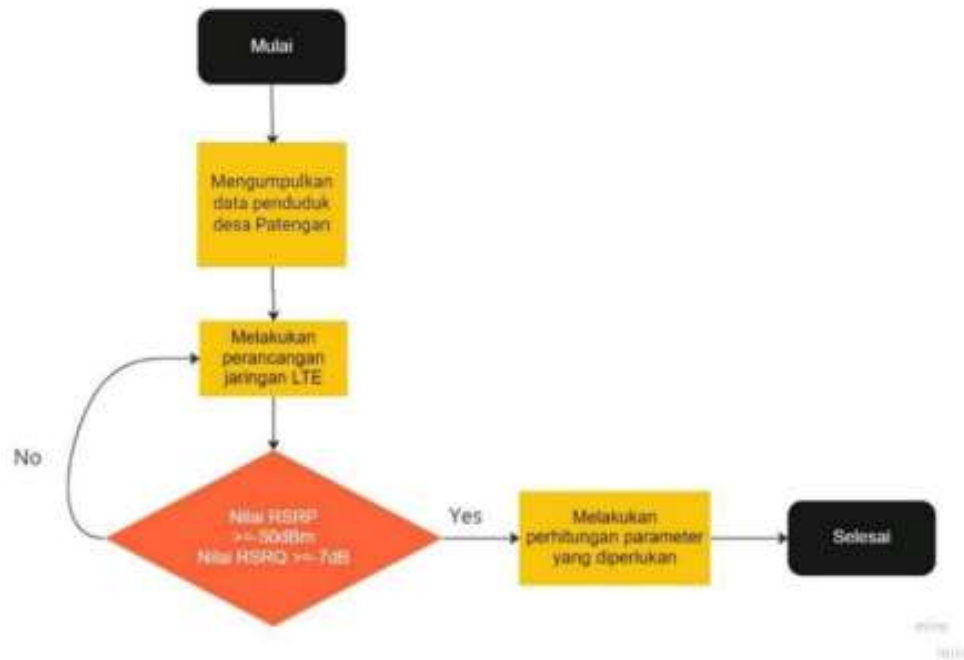 Mulai
Mengumpulkan
data penduduk
desa Patengan
Melakukan
perancangan
jaringan LTE
No
Nilai RSRP
Nilai RSRQ >=-7dB
Yes
Melakukan
perhitungan parameter
yang diperlukan
Selesai